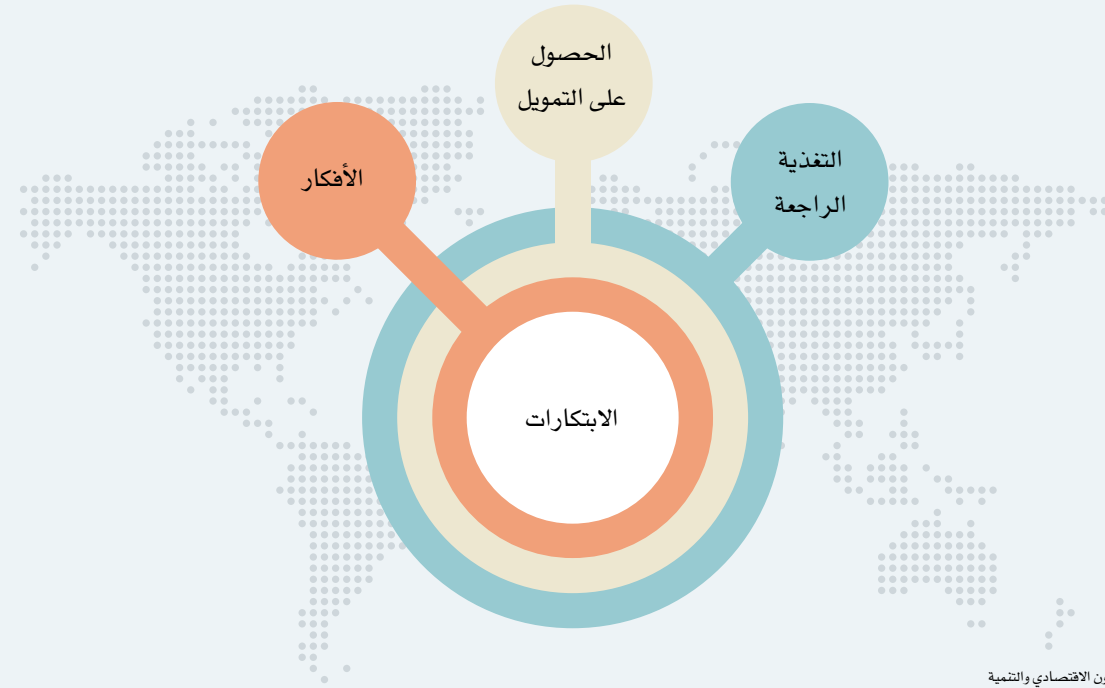 الحصول
على التمويل
التغذية
الراجعة
الأفكار
الابتكارات
الاقتصادي والتنمية